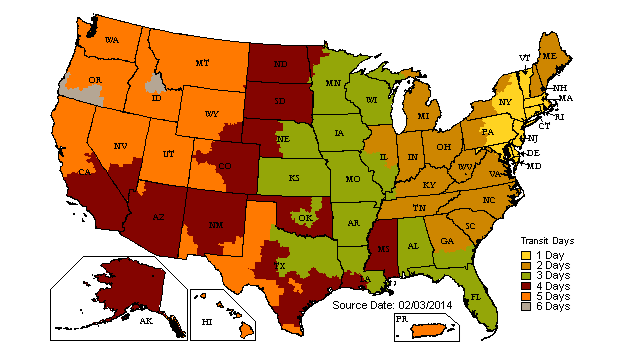 WA
MT
ND
VT
ME
OR
ID
SD
MN
WI
MI
NY
NH
MA
WY
RI
CT
NV
UT
CO
NE
IA
IL
IN
OH
PA
NJ
DE
MD
CA
KS
MO
KY
WV
VA
AZ
NM
OK
AR
TN
NC
SC
TX
LA
MS
AL
GA
FL
AK
HI
PR
Source Date: 02/03/2014
Transit Days
1 Day
2 Days
3 Days
4 Days
5 Days
6 Days